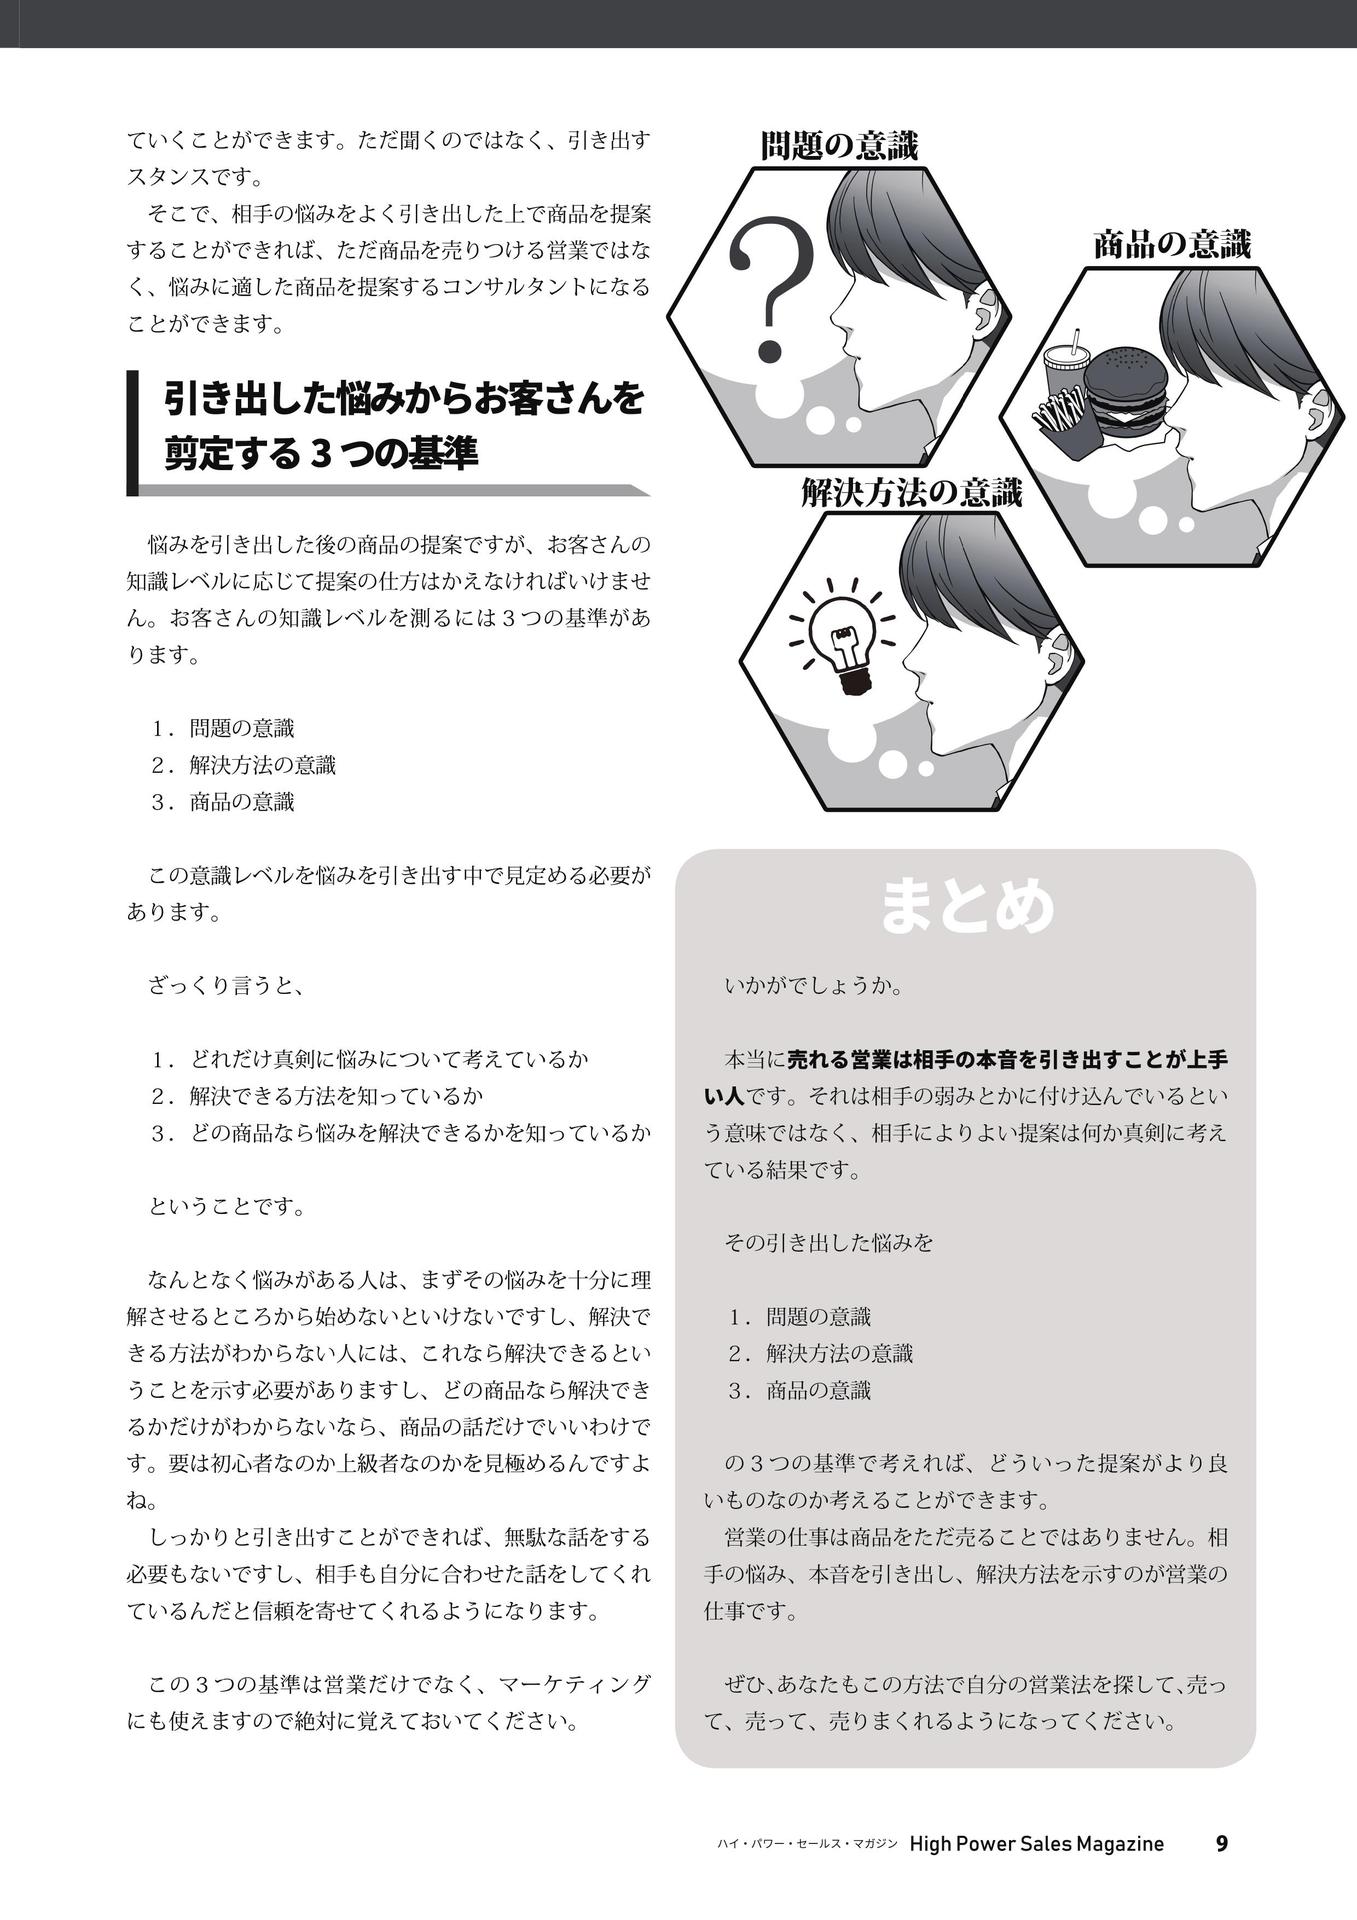 ていくことができます。ただ聞くのではなく、引き出す
スタンスです。
そこで、相手の悩みをよく引き出した上で商品を提案
することができれば、ただ商品を売りつける営業ではな
く、悩みに適した商品を提案するコンサルタントになる
ことができます。
引き出した悩みからお客さんを
剪定する 3 つの基準
悩みを引き出した後の商品の提案ですが、お客さんの
知識レベルに応じて提案の仕方はかえなければいけませ
ん。お客さんの知識レベルを測るには３つの基準があ
ります。
１．問題の意識
２．解決方法の意識
３．商品の意識
この意識レベルを悩みを引き出す中で見定める必要が
あります。
ざっくり言うと、
１．どれだけ真剣に悩みについて考えているか
２．解決できる方法を知っているか
３．どの商品なら悩みを解決できるかを知っているか
ということです。
なんとなく悩みがある人は、まずその悩みを十分に理
解させるところから始めないといけないですし、解決で
きる方法がわからない人には、これなら解決できるとい
うことを示す必要がありますし、どの商品なら解決でき
るかだけがわからないなら、商品の話だけでいいわけで
す。要は初心者なのか上級者なのかを見極めるんですよ
ね。
しっかりと引き出すことができれば、無駄な話をする
必要もないですし、相手も自分に合わせた話をしてくれ
ているんだと信頼を寄せてくれるようになります。
この３つの基準は営業だけでなく、マーケティング
にも使えますので絶対に覚えておいてください。
問題の意識
商品の意識
解決方法の意識
まとめ
いかがでしょうか。
本当に売れる営業は相手の本音を引き出すことが上手
い人です。それは相手の弱みとかに付け込んでいるとい
う意味ではなく、相手によりよい提案は何か真剣に考え
ている結果です。
その引き出した悩みを
１．問題の意識
２．解決方法の意識
３．商品の意識
の３つの基準で考えれば、どういった提案がより良
いものなのか考えることができます。
営業の仕事は商品をただ売ることではありません。相
手の悩み、本音を引き出し、解決方法を示すのが営業の
仕事です。
ぜひ、あなたもこの方法で自分の営業法を探して、売っ
て、売って、売りまくれるようになってください。
ハイ・パワー・セールス・マガジン High Power Sales Magazine 9